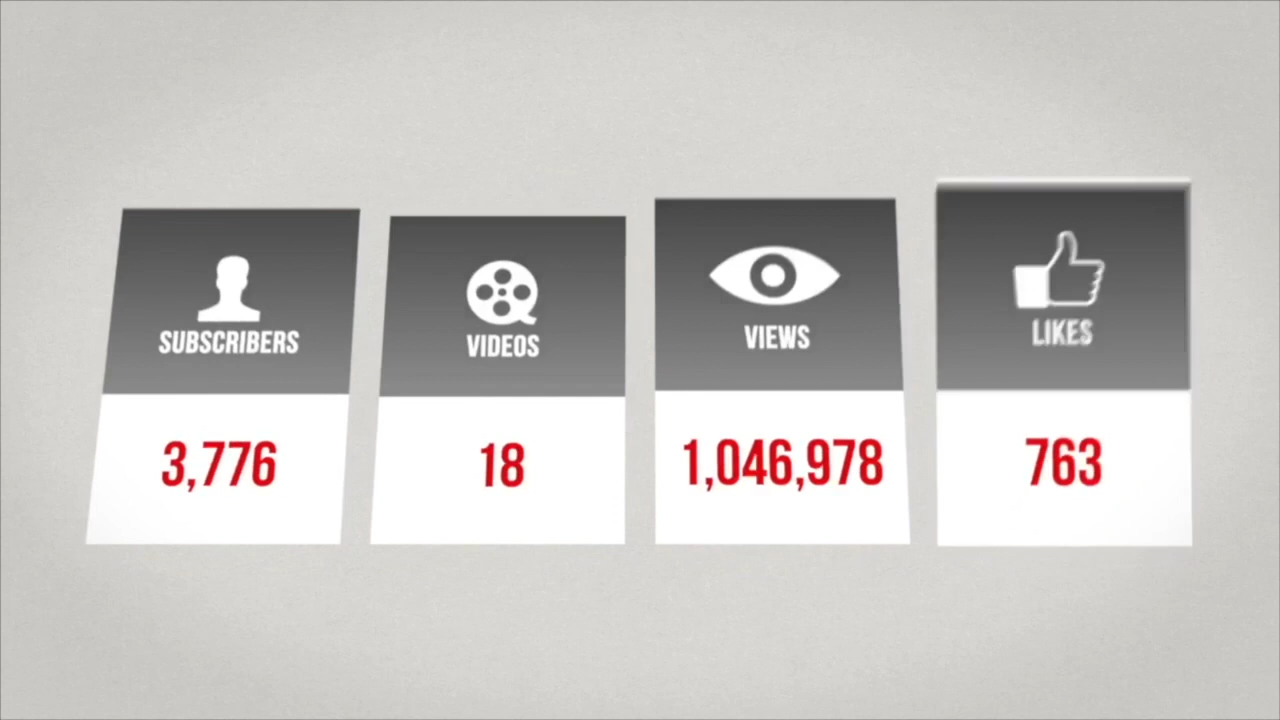 SUBSCRIBERS
3,776
VIDEOS
18
VIEWS
1,046,978
LIKES
763